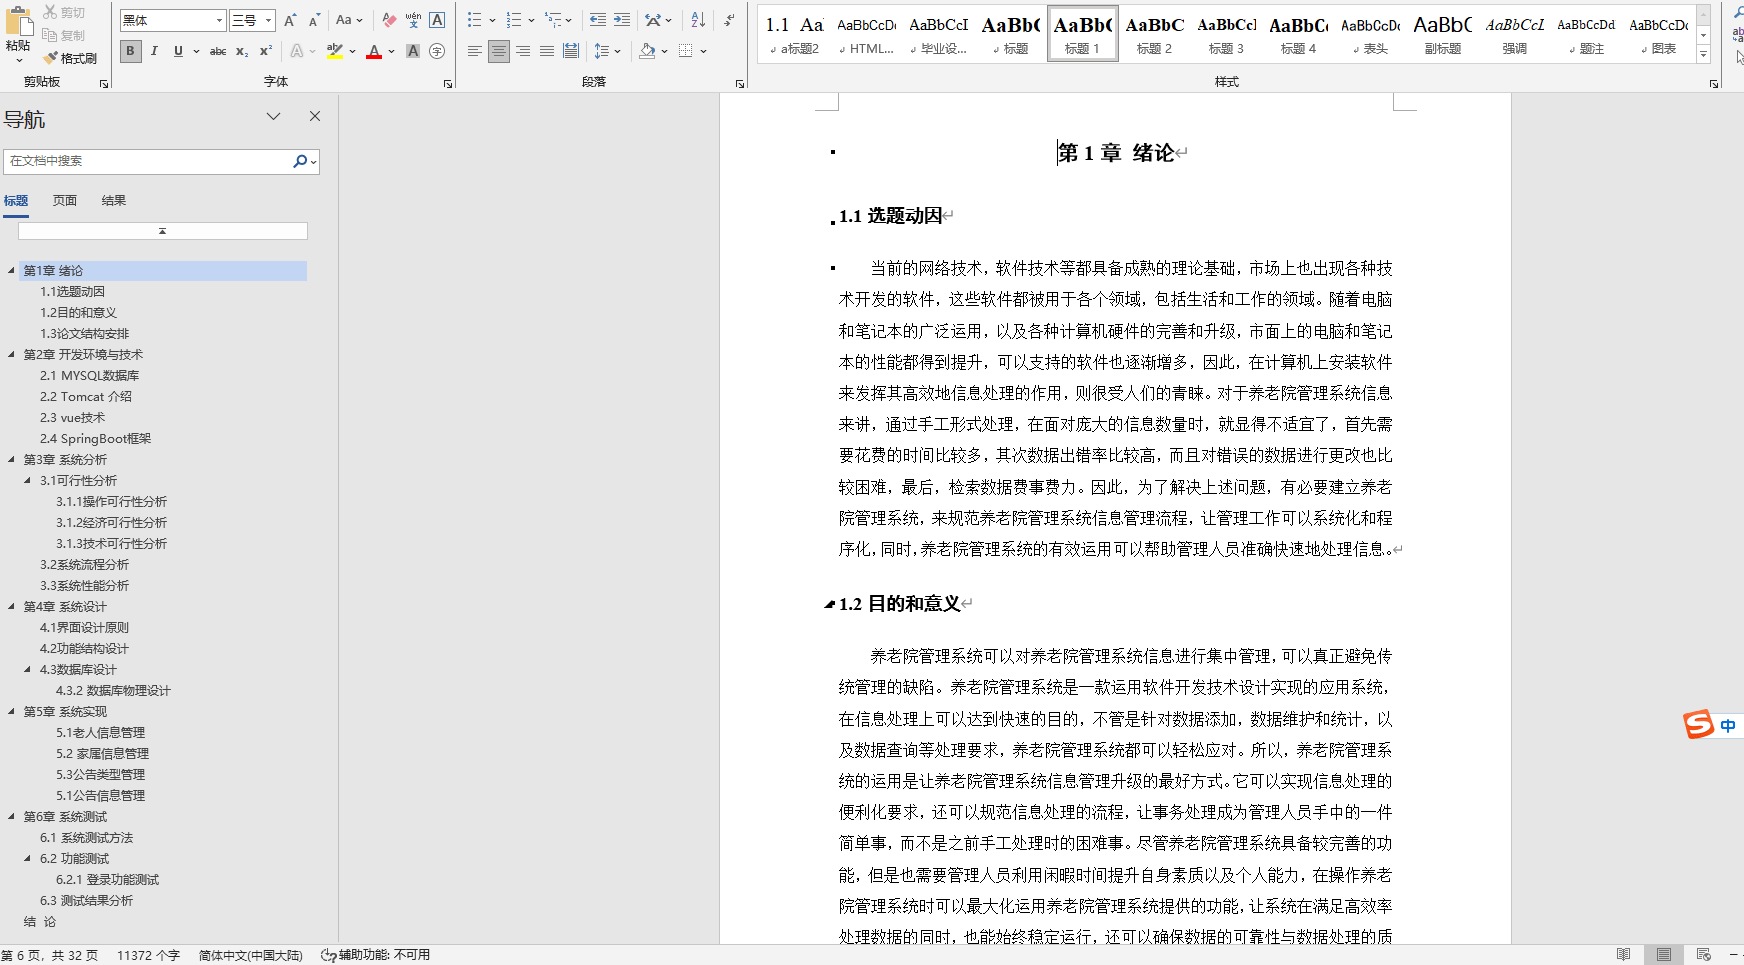 剪切
复制
粘贴
格式刷
剪贴板
黑体
三号
Aa
wén
字体
段落
1.1 Aa
a标题2
AaBbCcDc
HTML...
AaBbCcI
毕业设...
AaBb(
标题
AaBb(
标题 1
AaBbC
标题 2
AaBbCcI
标题 3
AaBbCc
标题 4
AaBbCcDc
表头
AaBbC
副标题
AaBbCcL
强调
AaBbCcDd
题注
AaBbCcDc
图表
样式
导航
在文档中搜索
标题 页面 结果
第1章 绪论
1.1选题动因
1.2目的和意义
1.3论文结构安排
第2章 开发环境与技术
2.1 MYSQL数据库
2.2 Tomcat 介绍
2.3 vue技术
2.4 SpringBoot框架
第3章 系统分析
3.1可行性分析
3.1.1操作可行性分析
3.1.2经济可行性分析
3.1.3技术可行性分析
3.2系统流程分析
3.3系统性能分析
第4章 系统设计
4.1界面设计原则
4.2功能结构设计
4.3数据库设计
4.3.2 数据库物理设计
第5章 系统实现
5.1老人信息管理
5.2 家属信息管理
5.3公告类型管理
5.1公告信息管理
第6章 系统测试
6.1 系统测试方法
6.2 功能测试
6.2.1 登录功能测试
6.3 测试结果分析
结 论
第 1 章 绪论
1.1 选题动因
当前的网络技术，软件技术等都具备成熟的理论基础，市场上也出现各种技
术开发的软件，这些软件都被用于各个领域，包括生活和工作的领域。随着电脑
和笔记本的广泛运用，以及各种计算机硬件的完善和升级，市面上的电脑和笔记
本的性能都得到提升，可以支持的软件也逐渐增多，因此，在计算机上安装软件
来发挥其高效地信息处理的作用，则很受人们的青睐。对于养老院管理系统信息
来讲，通过手工形式处理，在面对庞大的信息数量时，就显得不适宜了，首先需
要花费的时间比较多，其次数据出错率比较高，而且对错误的数据进行更改也比
较困难，最后，检索数据费事费力。因此，为了解决上述问题，有必要建立养老
院管理系统，来规范养老院管理系统信息管理流程，让管理工作可以系统化和程
序化，同时，养老院管理系统的有效运用可以帮助管理人员准确快速地处理信息。
1.2 目的和意义
养老院管理系统可以对养老院管理系统信息进行集中管理，可以真正避免传
统管理的缺陷。养老院管理系统是一款运用软件开发技术设计实现的应用系统，
在信息处理上可以达到快速的目的，不管是针对数据添加，数据维护和统计，以
及数据查询等处理要求，养老院管理系统都可以轻松应对。所以，养老院管理系
统的运用是让养老院管理系统信息管理升级的最好方式。它可以实现信息处理的
便利化要求，还可以规范信息处理的流程，让事务处理成为管理人员手中的一件
简单事，而不是之前手工处理时的困难事。尽管养老院管理系统具备较完善的功
能，但是也需要管理人员利用闲暇时间提升自身素质以及个人能力，在操作养老
院管理系统时可以最大化运用养老院管理系统提供的功能，让系统在满足高效率
处理数据的同时，也能始终稳定运行，还可以确保数据的可靠性与数据处理的质
中
第 6 页，共 32 页 11372 个字 简体中文(中国大陆) 辅助功能: 不可用